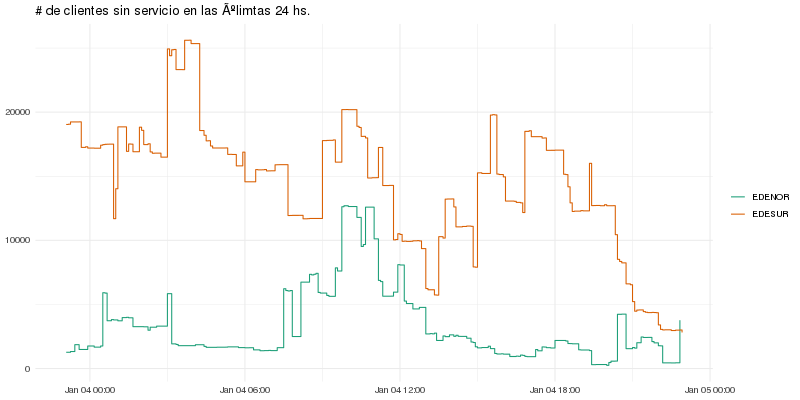 # de clientes sin servicio en las Ãºlimtas 24 hs.
20000
10000
0
Jan 04 00:00
Jan 04 06:00
Jan 04 12:00
Jan 04 18:00
Jan 05 00:00
EDENOR
EDESUR